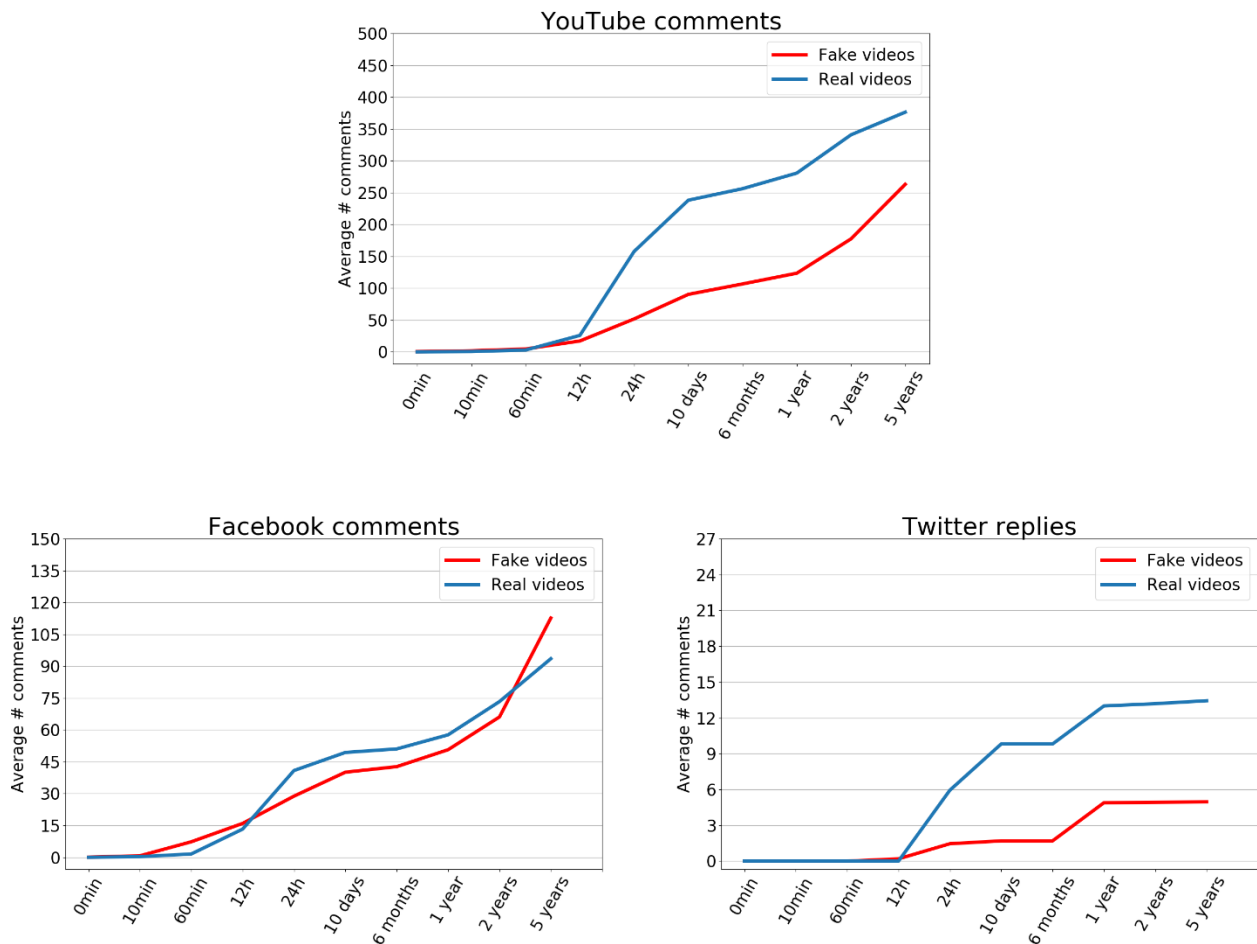 YouTube comments
500
450
400
350
300
250
200
150
100
50
0
Average # comments
Fake videos
Real videos
0min
10min
60min
12h
24h
10 days
6 months
1 year
2 years
5 years
Facebook comments
150
135
120
105
90
75
60
45
30
15
0
Average # comments
Fake videos
Real videos
0min
10min
60min
12h
24h
10 days
6 months
1 year
2 years
5 years
Twitter replies
27
24
21
18
15
12
9
6
3
0
Average # comments
Fake videos
Real videos
0min
10min
60min
12h
24h
10 days
6 months
1 year
2 years
5 years